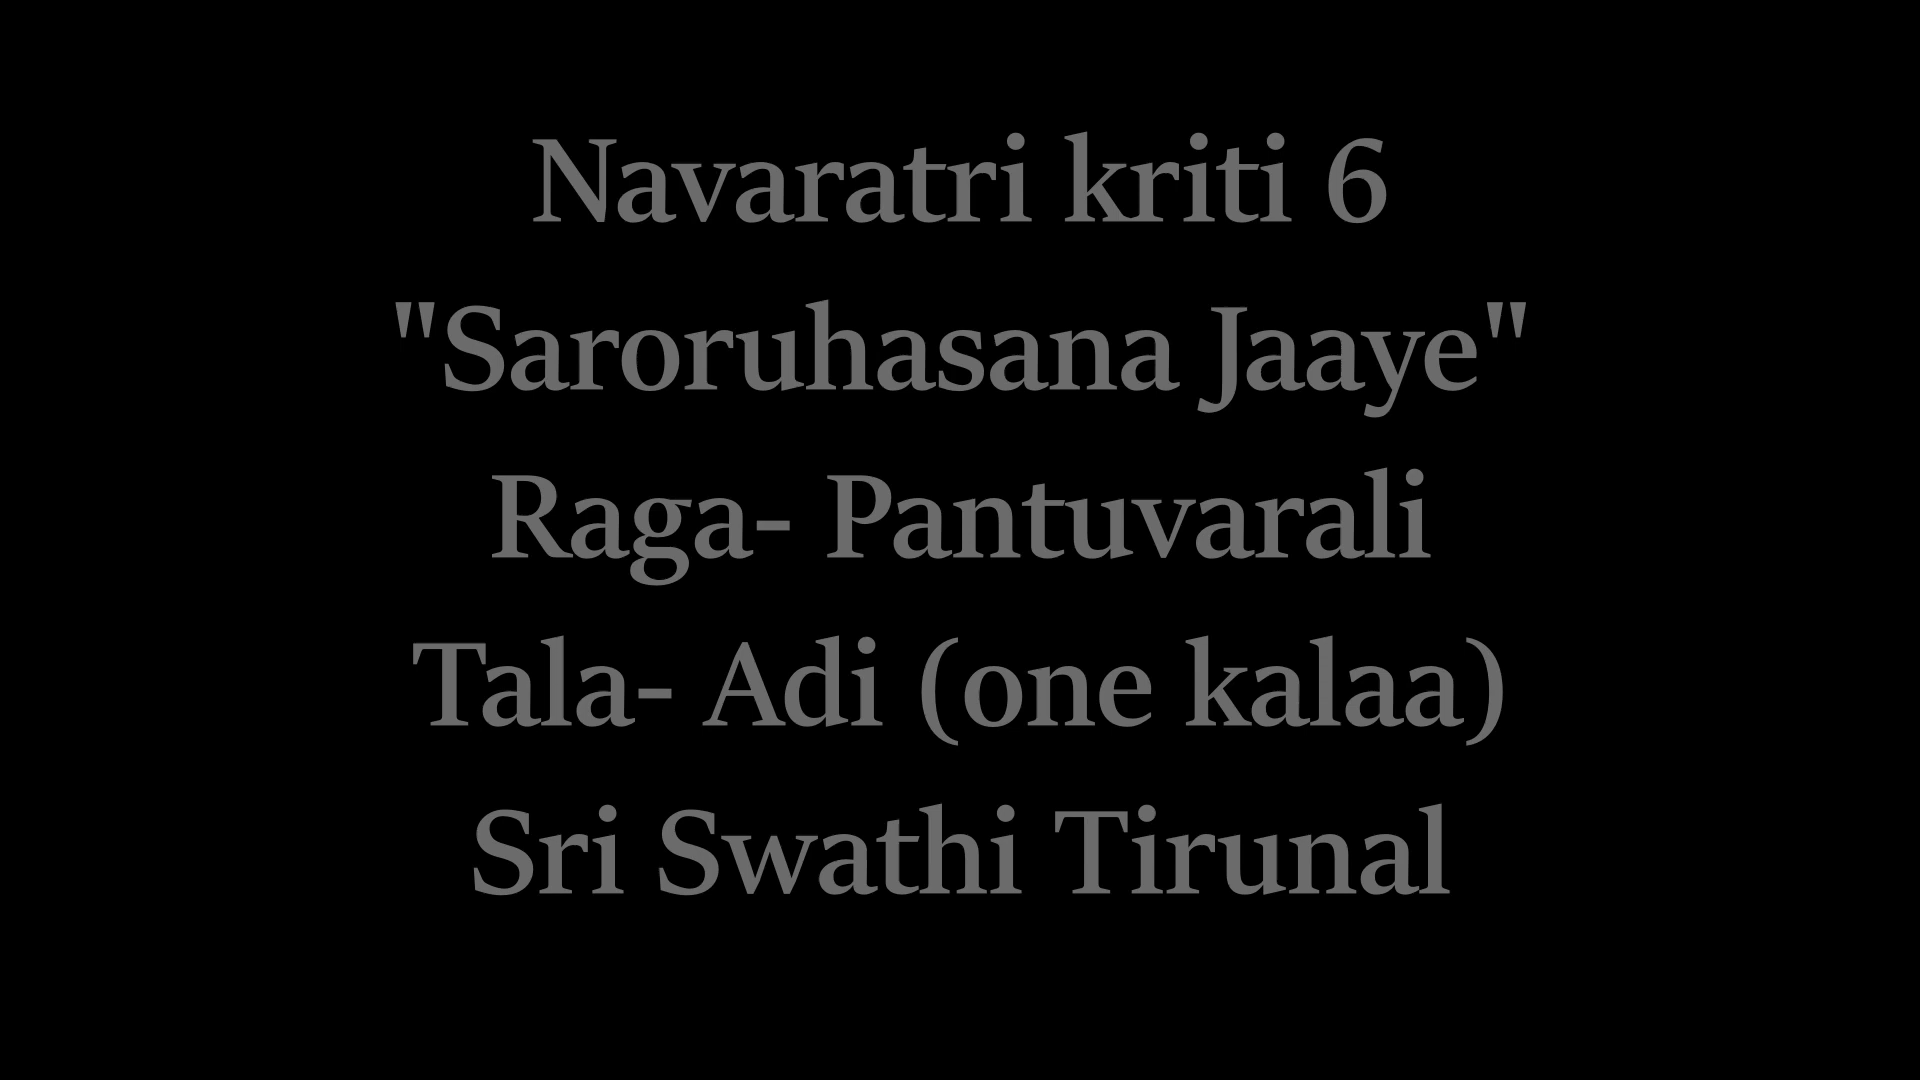 Navaratri kriti 6
"Saroruhasana Jaaye"
Raga- Pantuvarali
Tala- Adi (one kalaa)
Sri Swathi Tirunal